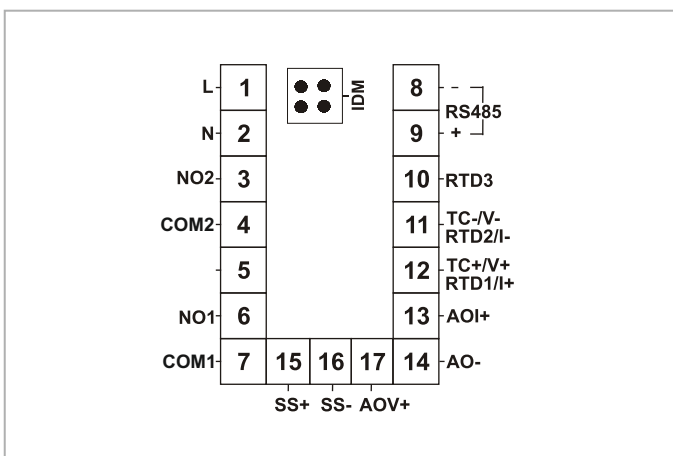 L 1 IDM 8 -
RS485
N 2 9 +
NO2 3 10 RTD3
COM2 4 11 TC-/V-
RTD2/I-
- 5 12 TC+/V+
RTD1/I+
NO1 6 13 AOI+
COM1 7 15 16 17 14 AO-
SS+ SS- AOV+